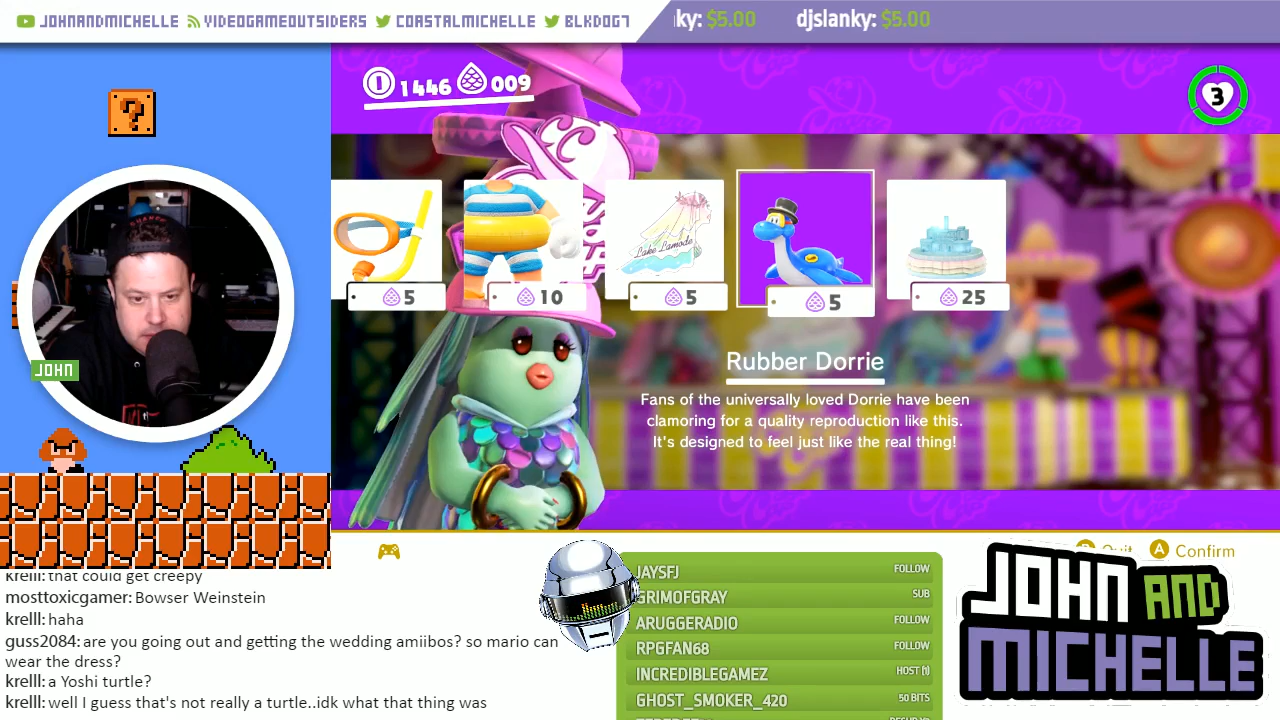 JOHNANDMICHELLE VIDEOGAMEOUTSIDERS COASTALMICHELLE BLKDOG7
ky: $5.00 djslanky: $5.00
1446 009
3
?
Lake Lamode
5 10 5 5 25
JOHN
Rubber Dorrie
Fans of the universally loved Dorrie have been
clamoring for a quality reproduction like this.
It's designed to feel just like the real thing!
B Quit A Confirm
krelll: that could get creepy
mosttoxicgamer: Bowser Weinstein
krelll: haha
guss2084: are you going out and getting the wedding amiibos? so mario can
wear the dress?
krelll: a Yoshi turtle?
krelll: well I guess that's not really a turtle..idk what that thing was
JAYSFJ FOLLOW
GRIMOFGRAY SUB
ARUGGERADIO FOLLOW
RPGFAN68 FOLLOW
INCREDIBLEGAMEZ HOST [1]
GHOST_SMOKER_420 50 BITS
JOHN AND
MICHELLE